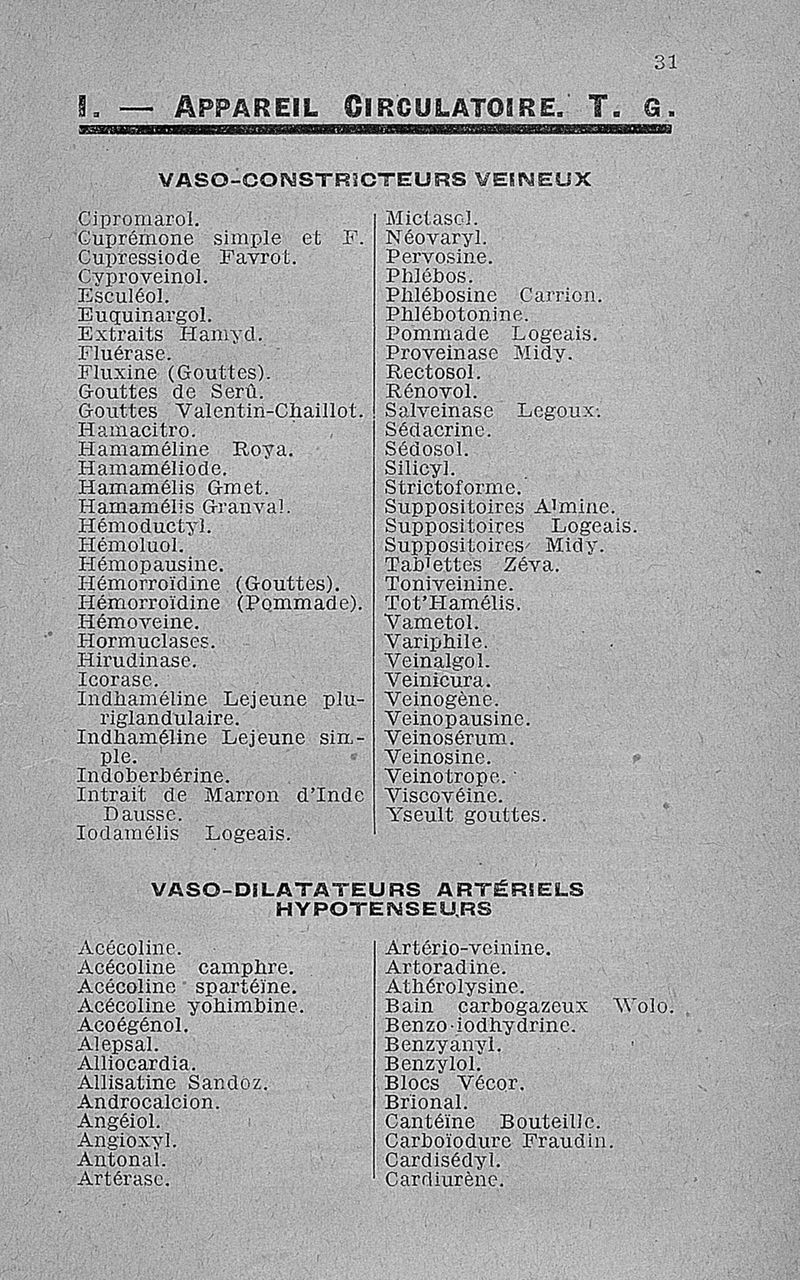 31
I. — APPAREIL CIRCULATOIRE. T. G.
VASO-CONSTRICTEURS VEINEUX
Cipromarol.
Cuprémone simple et F.
Cupressiode Favrot.
Cyproveinol.
Esculéol.
Euquinargol.
Extraits Hamyd.
Fluérase.
Fluxine (Gouttes).
Gouttes de Serû.
Gouttes Valentin-Chaillot.
Hamacitro.
Hamaméline Roya.
Hamaméliode.
Hamamélis Gmet.
Hamamélis Granval.
Hémoductyl.
Hémoluol.
Hémopausine.
Hémorroïdine (Gouttes).
Hémorroïdine (Pommade).
Hémoveine.
Hormuclases.
Hirudinase.
Icorase.
Indhaméline Lejeune plu-
riglandulaire.
Indhaméline Lejeune sim-
ple.
Indoberbérine.
Intrait de Marron d'Inde
Dausse.
Iodamélis Logeais.
Mictasol.
Néovaryl.
Pervosine.
Phlébos.
Phlébosine Carrion.
Phlébotonine.
Pommade Logeais.
Proveinase Midy.
Rectosol.
Rénovol.
Salveinase Legoux.
Sédacrine.
Sédosol.
Silicyl.
Strictoforme.
Suppositoires Almine.
Suppositoires Logeais.
Suppositoires Midy.
Tablettes Zéva.
Toniveinine.
Tot'Hamélis.
Vametol.
Variphile.
Veinalgol.
Veinicura.
Veinogène.
Veinopausine.
Veinosérum.
Veinosine.
Veinotrope.
Viscovéine.
Yseult gouttes.
VASO-DILATATEURS ARTÉRIELS
HYPOTENSEURS
Acécoline.
Acécoline camphre.
Acécoline spartéïne.
Acécoline yohimbine.
Acoégénol.
Alepsal.
Alliocardia.
Allisatine Sandoz.
Androcalcion.
Angéiol.
Angioxyl.
Antonal.
Artérase.
Artério-veinine.
Artoradine.
Athérolysine.
Bain carbogazeux Wolo.
Benzo-iodhydrine.
Benzyanyl.
Benzylol.
Blocs Vécor.
Brional.
Cantéïne Bouteille.
Carboïodure Fraudin.
Cardisédyl.
Cardiurène.